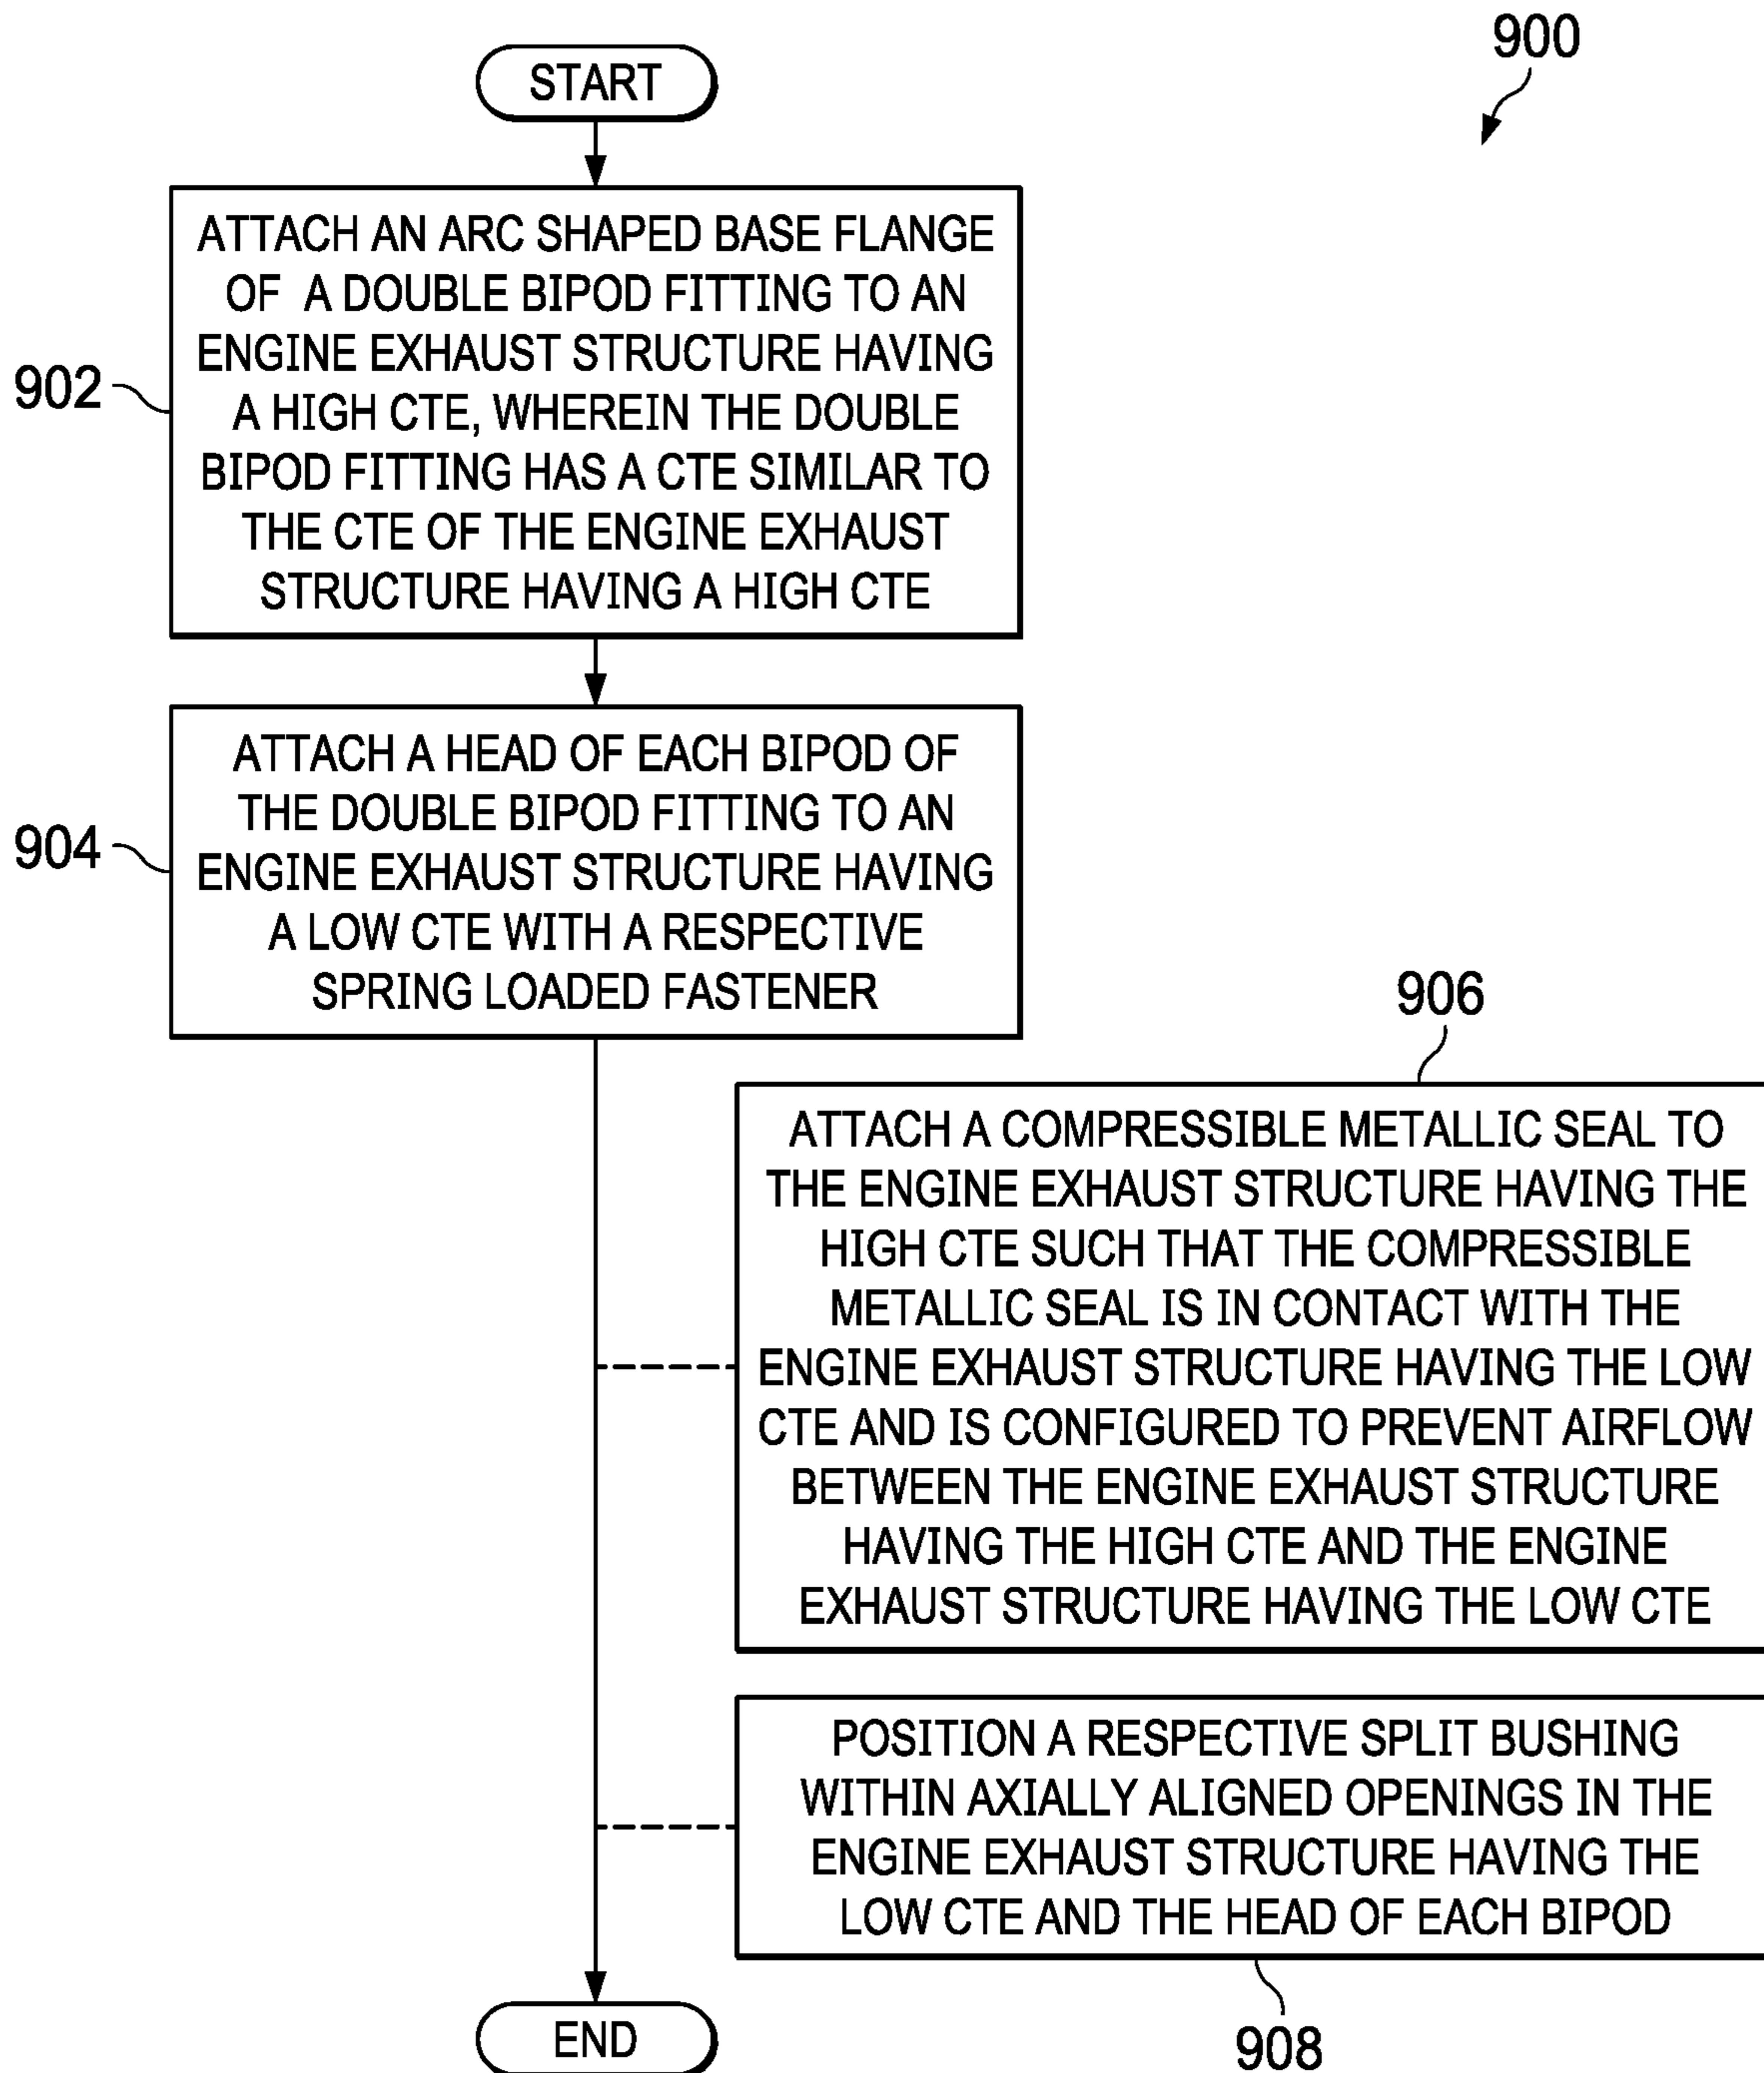 900
START
902
ATTACH AN ARC SHAPED BASE FLANGE
OF A DOUBLE BIPOD FITTING TO AN
ENGINE EXHAUST STRUCTURE HAVING
A HIGH CTE, WHEREIN THE DOUBLE
BIPOD FITTING HAS A CTE SIMILAR TO
THE CTE OF THE ENGINE EXHAUST
STRUCTURE HAVING A HIGH CTE
904
ATTACH A HEAD OF EACH BIPOD OF
THE DOUBLE BIPOD FITTING TO AN
ENGINE EXHAUST STRUCTURE HAVING
A LOW CTE WITH A RESPECTIVE
SPRING LOADED FASTENER
906
ATTACH A COMPRESSIBLE METALLIC SEAL TO
THE ENGINE EXHAUST STRUCTURE HAVING THE
HIGH CTE SUCH THAT THE COMPRESSIBLE
METALLIC SEAL IS IN CONTACT WITH THE
ENGINE EXHAUST STRUCTURE HAVING THE LOW
CTE AND IS CONFIGURED TO PREVENT AIRFLOW
BETWEEN THE ENGINE EXHAUST STRUCTURE
HAVING THE HIGH CTE AND THE ENGINE
EXHAUST STRUCTURE HAVING THE LOW CTE
POSITION A RESPECTIVE SPLIT BUSHING
WITHIN AXIALLY ALIGNED OPENINGS IN THE
ENGINE EXHAUST STRUCTURE HAVING THE
LOW CTE AND THE HEAD OF EACH BIPOD
908
END